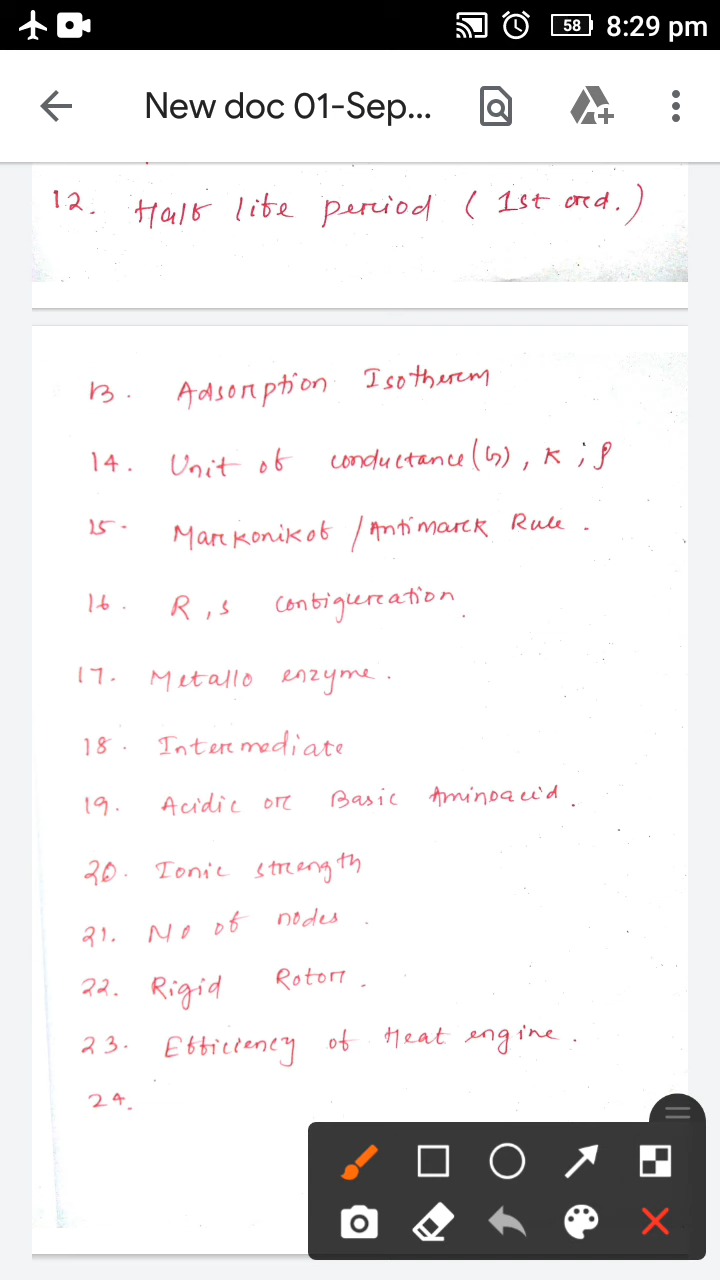 58 8:29 pm
New doc 01-Sep...
12. Half life period ( 1st ord.)
13. Adsorption Isotherm
14. Unit of conductance(G), K ; ρ
15. Markonikof / Antimark Rule .
16. R, s configuration
17. Metallo enzyme.
18. Intermediate
19. Acidic or Basic Aminoacid.
20. Ionic strength
21. No of nodes .
22. Rigid Rotor .
23. Efficiency of Heat engine .
24.